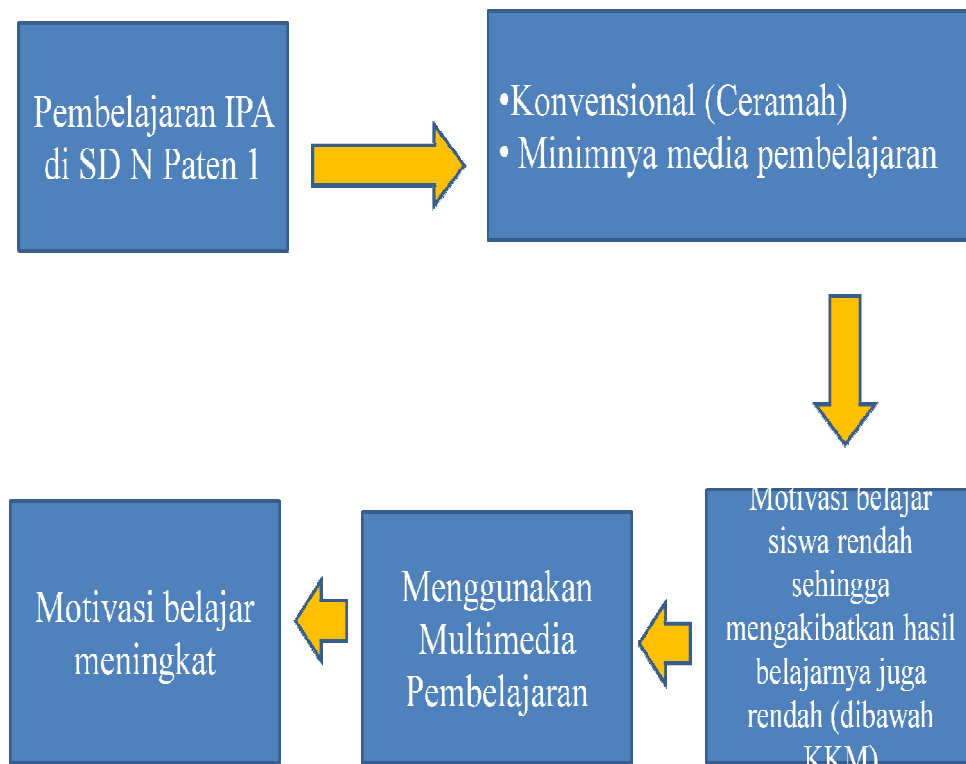 Pembelajaran IPA
di SD N Paten 1
•Konvensional (Ceramah)
• Minimnya media pembelajaran
Motivasi belajar
siswa rendah
sehingga
mengakibatkan hasil
belajarnya juga
rendah (dibawah
KKM)
Menggunakan
Multimedia
Pembelajaran
Motivasi belajar
meningkat